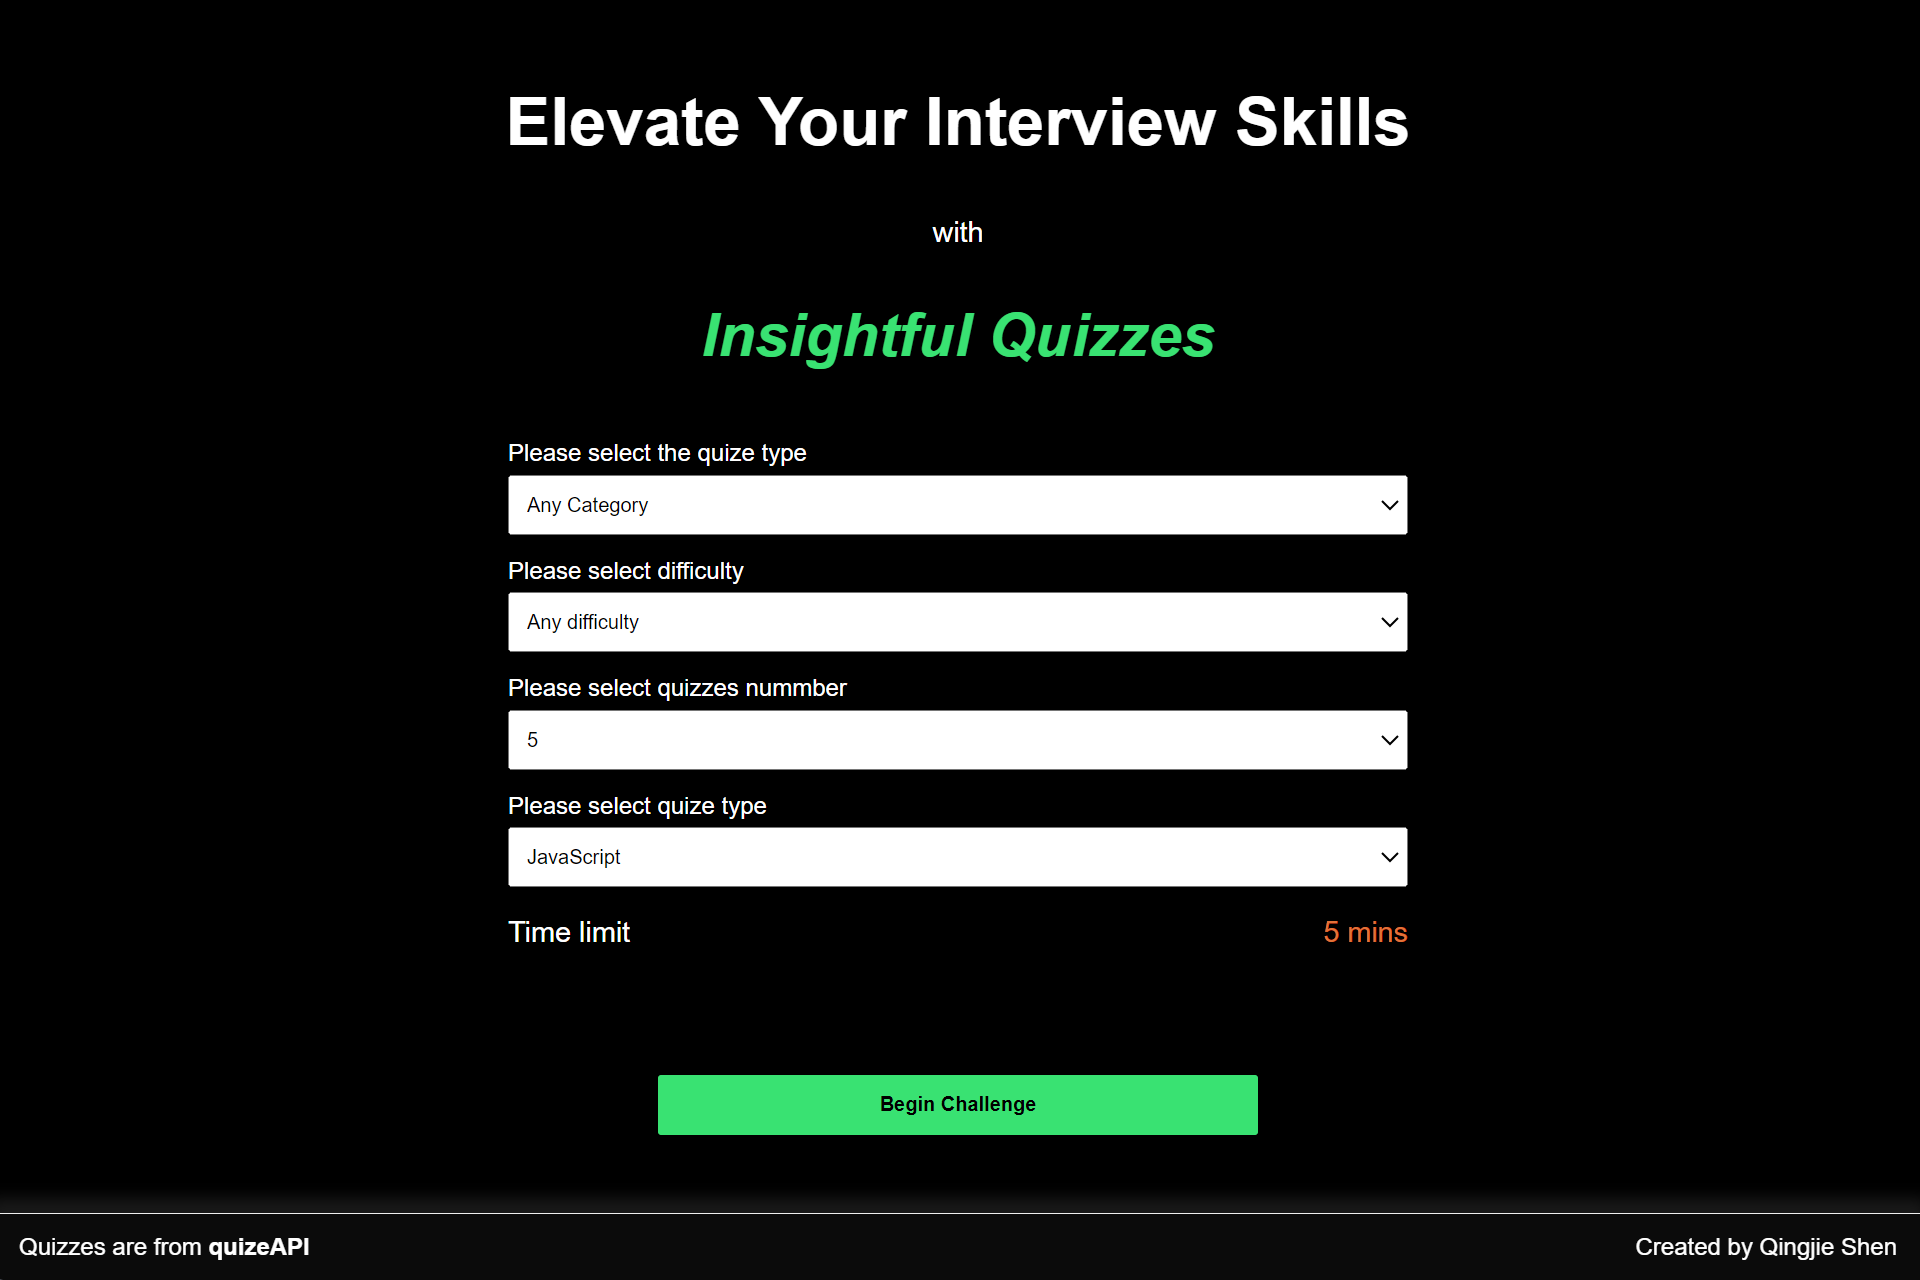 Elevate Your Interview Skills
with
Insightful Quizzes
Please select the quize type
Any Category
Please select difficulty
Any difficulty
Please select quizzes nummber
5
Please select quize type
JavaScript
Time limit 5 mins
Begin Challenge
Quizzes are from quizeAPI Created by Qingjie Shen